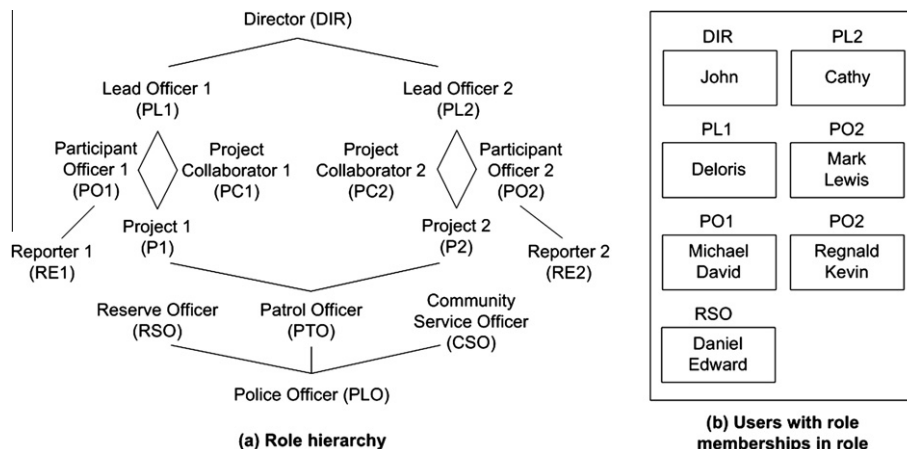 Director (DIR)
Lead Officer 1
(PL1)
Lead Officer 2
(PL2)
Participant
Officer 1
(PO1)
Project
Collaborator 1
(PC1)
Project
Collaborator 2
(PC2)
Participant
Officer 2
(PO2)
Reporter 1
(RE1)
Project 1
(P1)
Project 2
(P2)
Reporter 2
(RE2)
Reserve Officer
(RSO)
Patrol Officer
(PTO)
Community
Service Officer
(CSO)
Police Officer (PLO)
(a) Role hierarchy
DIR
John
PL2
Cathy
PL1
Deloris
PO2
Mark
Lewis
PO1
Michael
David
PO2
Regnald
Kevin
RSO
Daniel
Edward
(b) Users with role
memberships in role